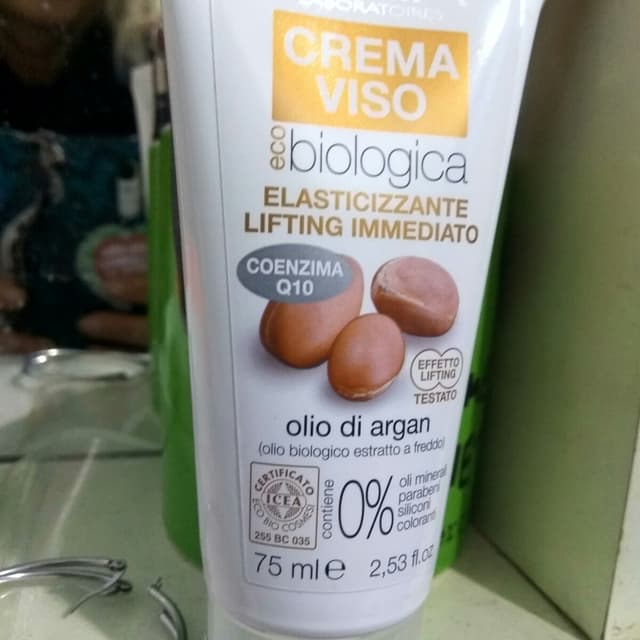 LABORATOIRES
CREMA
VISO
eco
biologica
ELASTICIZZANTE
LIFTING IMMEDIATO
COENZIMA
Q10
EFFETTO
LIFTING
TESTATO
olio di argan
(olio biologico estratto a freddo)
CERTIFICATO
ICEA
ECO BIO COSMESI
255 BC 035
contiene
0%
oli minerali
parabeni
siliconi
coloranti
75 ml e 2,53 fl.oz